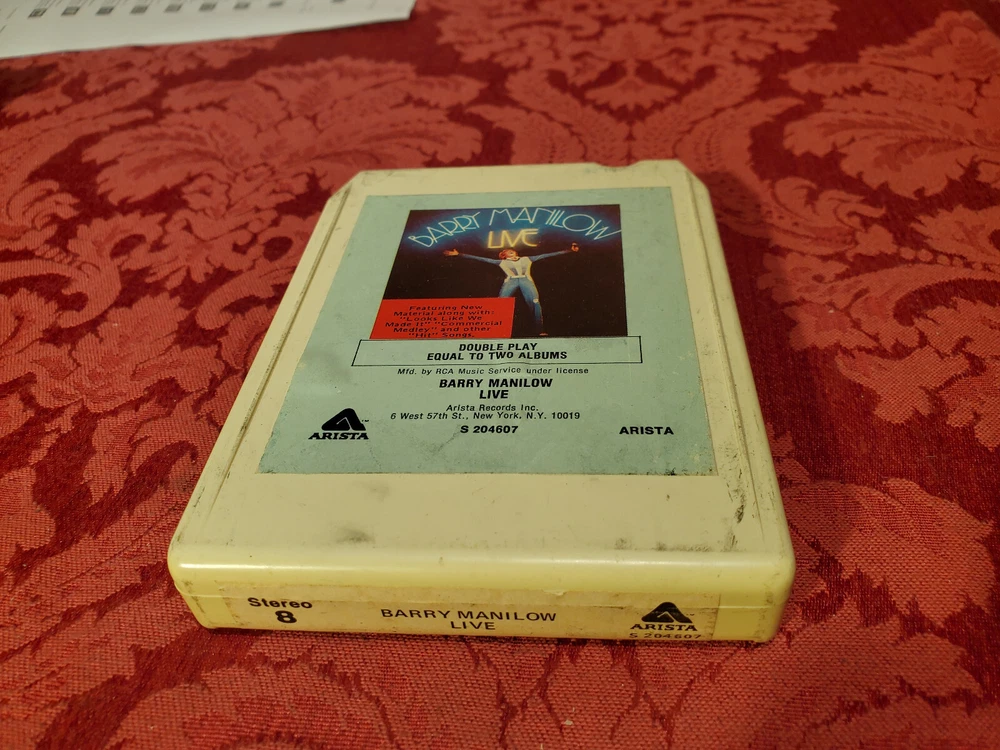 BARRY MANILOW
LIVE
Featuring New
Material along with:
"Looks Like We
Made It" "Commercial
Medley" and other
"Hit" Songs.
DOUBLE PLAY
EQUAL TO TWO ALBUMS
Mfd. by RCA Music Service under license
BARRY MANILOW
LIVE
Arista Records Inc.
6 West 57th St., New York, N.Y. 10019
S 204607
ARISTA
ARISTA
Stereo
8
BARRY MANILOW
LIVE
ARISTA
S 204607